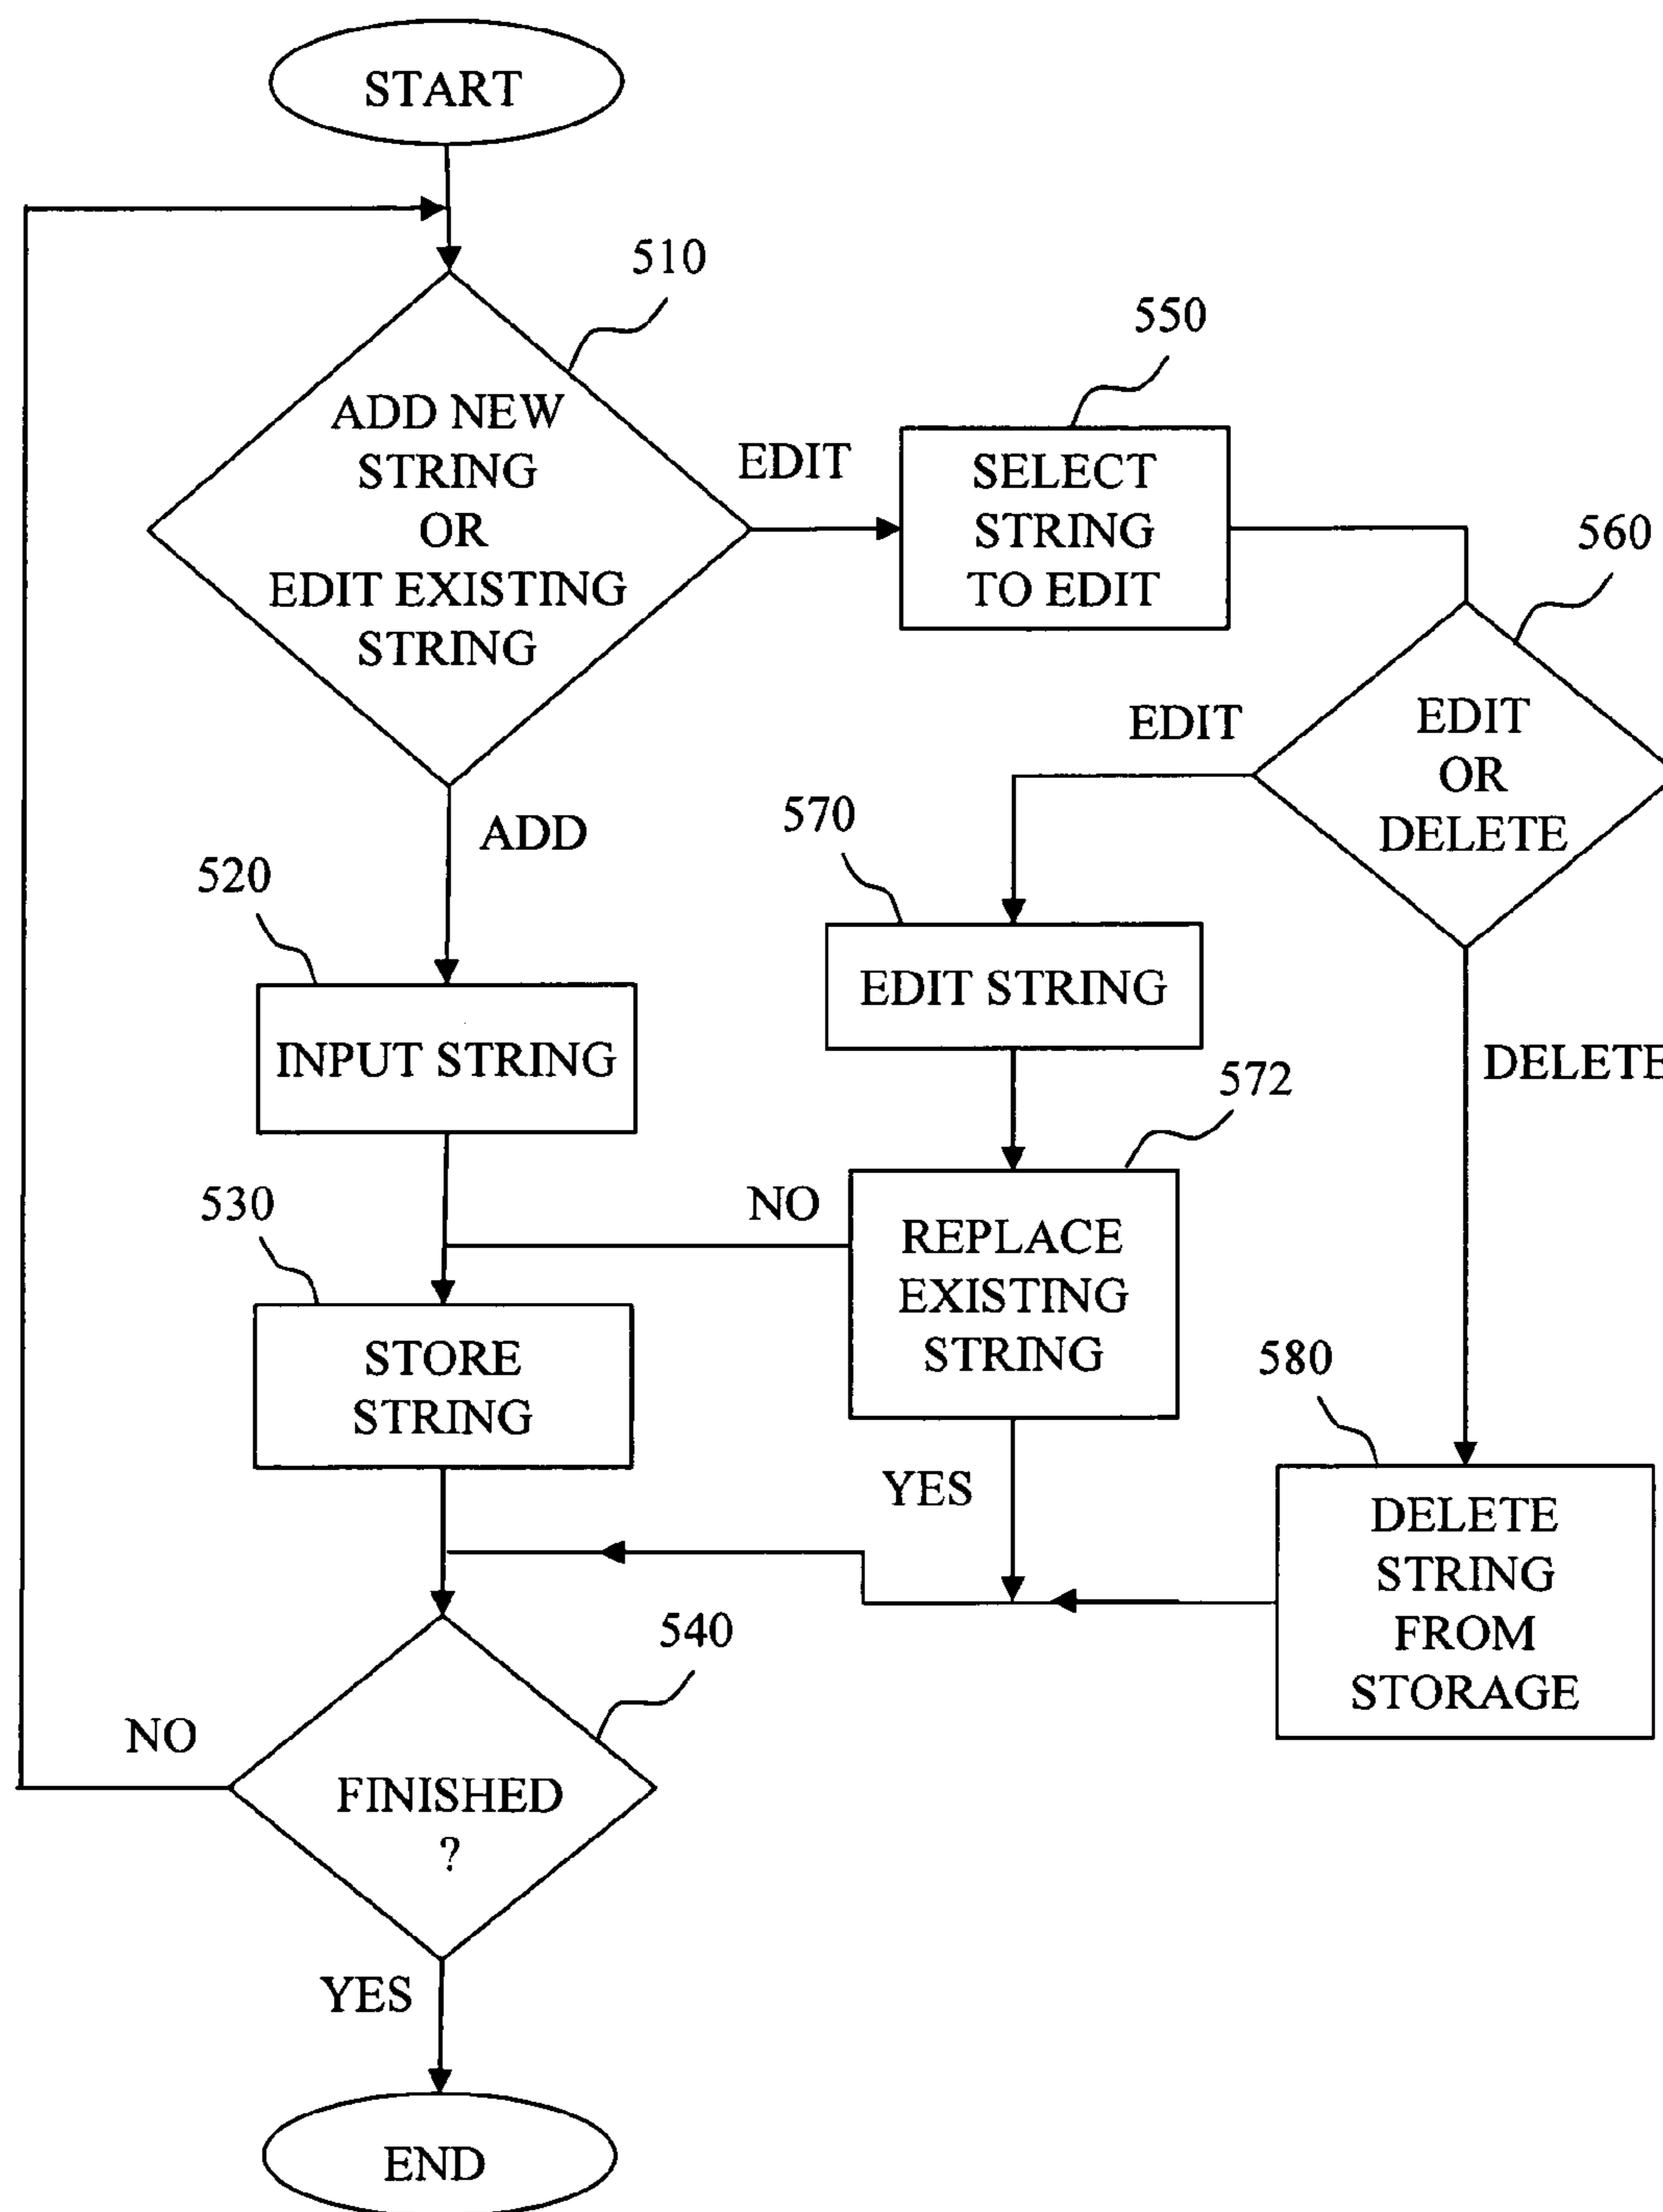 START
510
ADD NEW
STRING
OR
EDIT EXISTING
STRING
EDIT
550
SELECT
STRING
TO EDIT
560
EDIT
OR
DELETE
EDIT
ADD
570
EDIT STRING
520
INPUT STRING
DELETE
572
NO
REPLACE
EXISTING
STRING
530
STORE
STRING
YES
580
DELETE
STRING
FROM
STORAGE
540
NO
FINISHED
?
YES
END